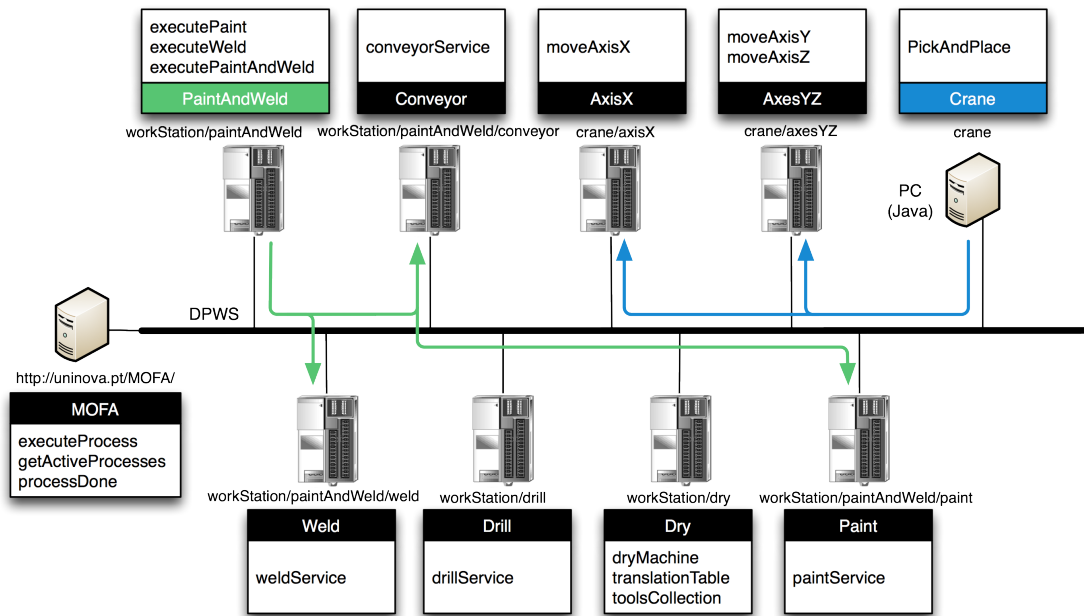 executePaint
executeWeld
executePaintAndWeld
PaintAndWeld
workStation/paintAndWeld
conveyorService
Conveyor
workStation/paintAndWeld/conveyor
moveAxisX
AxisX
crane/axisX
moveAxisY
moveAxisZ
AxesYZ
crane/axesYZ
PickAndPlace
Crane
crane
PC
(Java)
DPWS
http://uninova.pt/MOFA/
MOFA
executeProcess
getActiveProcesses
processDone
workStation/paintAndWeld/weld
Weld
weldService
workStation/drill
Drill
drillService
workStation/dry
Dry
dryMachine
translationTable
toolsCollection
workStation/paintAndWeld/paint
Paint
paintService